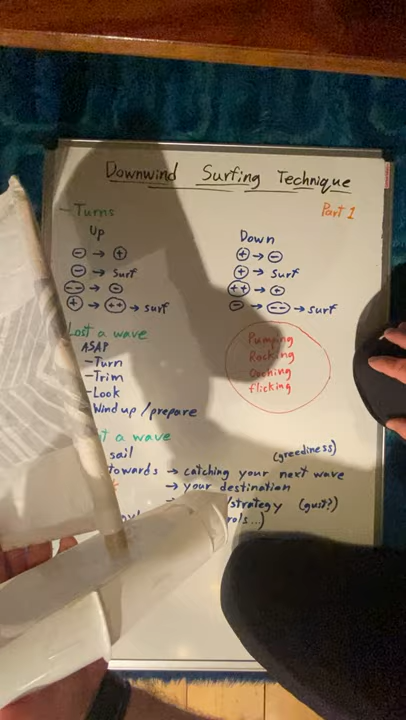 Downwind Surfing Technique
Part 1
- Turns
Up
⊖ → ⊕
⊖ → surf
(--) → ⊖
⊕ → (++) → surf
Down
⊕ → ⊖
⊕ → surf
(++) → ⊕
⊖ → (--) → surf
Lost a wave
ASAP
- Turn
- Trim
- Look
Wind up / prepare
Pumping
Rocking
Ooching
flicking
a wave
sail
(greediness)
towards → catching your next wave
→ your destination
/strategy (gust?)